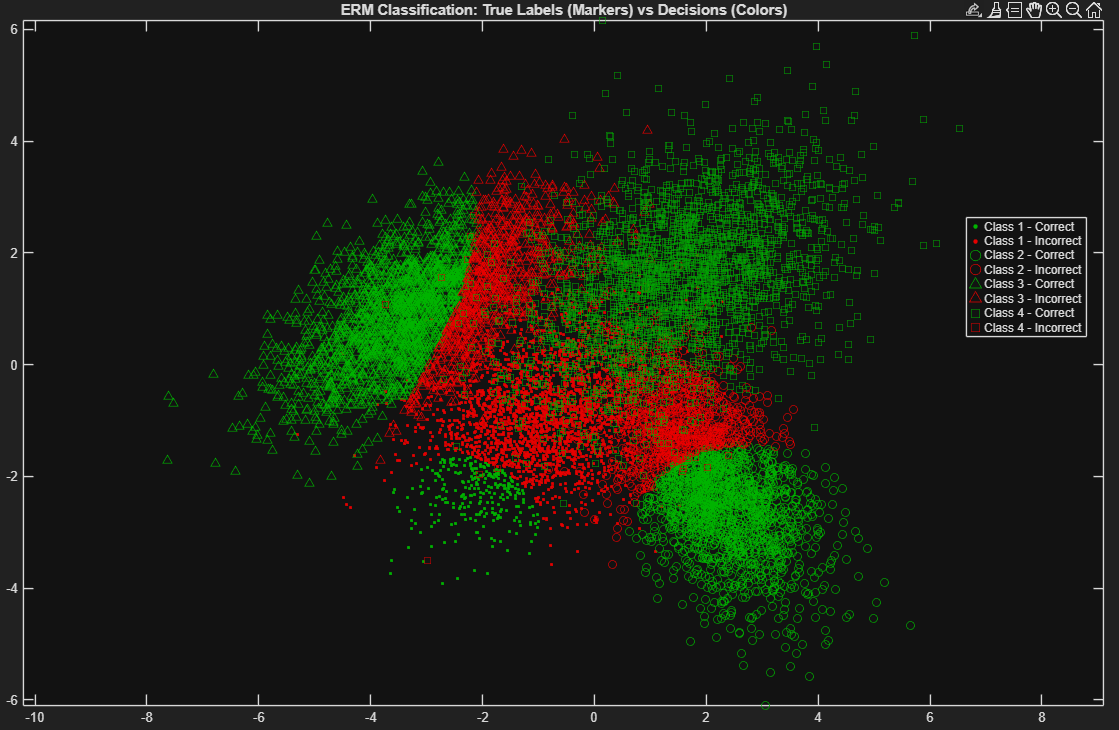 ERM Classification: True Labels (Markers) vs Decisions (Colors)
6
4
2
0
-2
-4
-6
-10
-8
-6
-4
-2
0
2
4
6
8
Class 1 - Correct
Class 1 - Incorrect
Class 2 - Correct
Class 2 - Incorrect
Class 3 - Correct
Class 3 - Incorrect
Class 4 - Correct
Class 4 - Incorrect